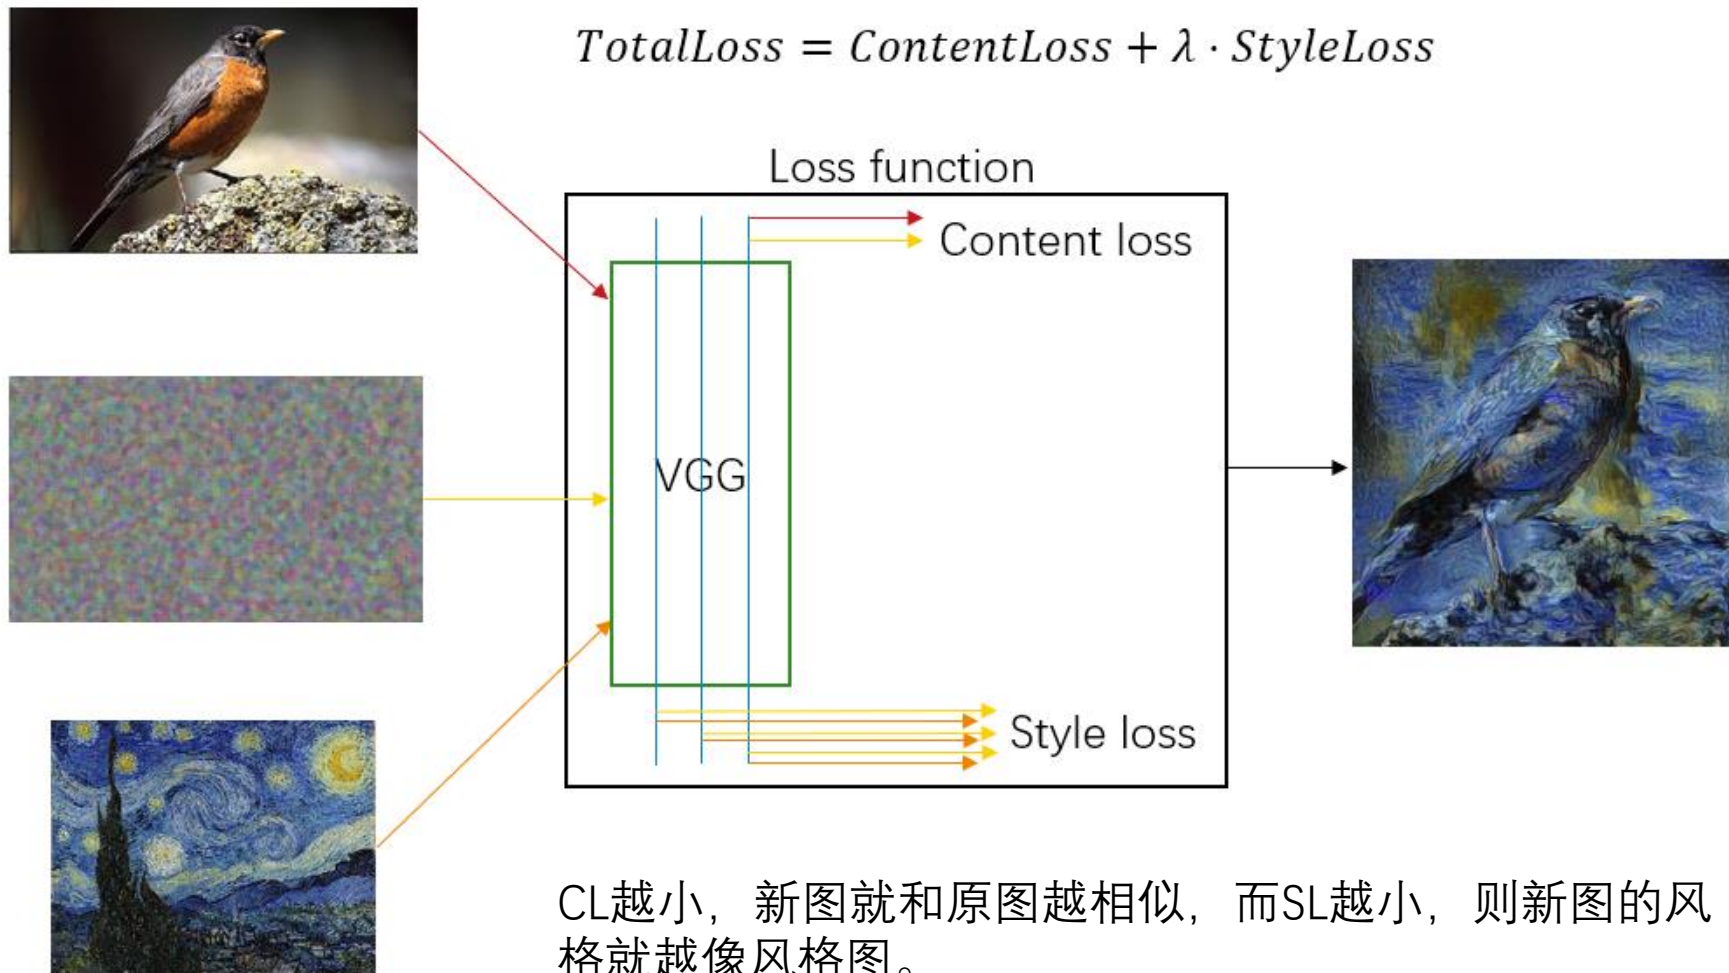 TotalLoss = ContentLoss + λ · StyleLoss
Loss function
Content loss
VGG
Style loss
CL越小，新图就和原图越相似，而SL越小，则新图的风
格就越像风格图。